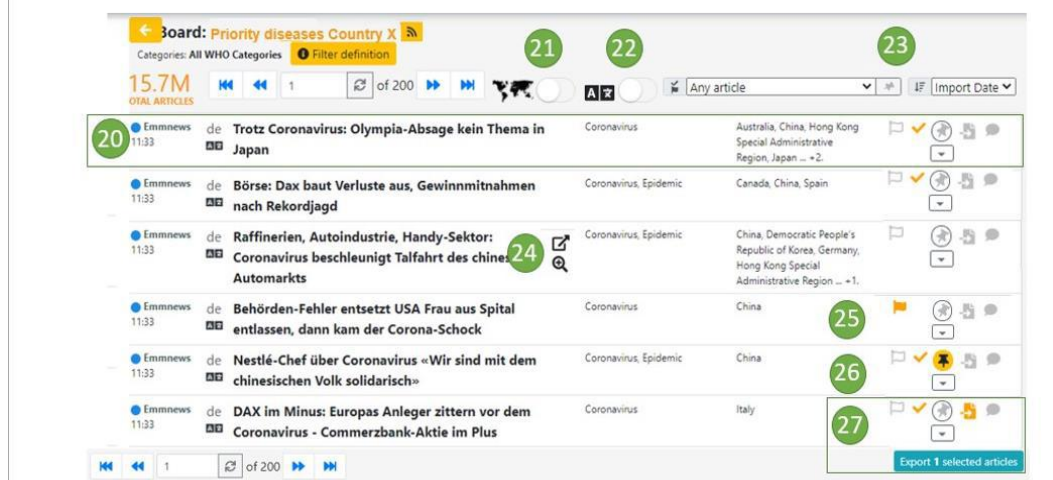 Board: Priority diseases Country X
Categories: All WHO Categories Filter definition
21 22 23
15.7M
OTAL ARTICLES
1 of 200 Any article Import Date
20
Emmnews de Trotz Coronavirus: Olympia-Absage kein Thema in Coronavirus Australia, China, Hong Kong
11:33 Japan Special Administrative
Region, Japan ... +2.
Emmnews de Börse: Dax baut Verluste aus, Gewinnmitnahmen Coronavirus, Epidemic Canada, China, Spain
11:33 nach Rekordjagd
Emmnews de Raffinerien, Autoindustrie, Handy-Sektor: Coronavirus, Epidemic China, Democratic People's
11:33 Coronavirus beschleunigt Talfahrt des chines 24 Republic of Korea, Germany,
Automarkts Hong Kong Special
Administrative Region ... +1.
Emmnews de Behörden-Fehler entsetzt USA Frau aus Spital Coronavirus China 25
11:33 entlassen, dann kam der Corona-Schock
Emmnews de Nestlé-Chef über Coronavirus «Wir sind mit dem Coronavirus, Epidemic China 26
11:33 chinesischen Volk solidarisch»
Emmnews de DAX im Minus: Europas Anleger zittern vor dem Coronavirus Italy 27
11:33 Coronavirus - Commerzbank-Aktie im Plus
1 of 200 Export 1 selected articles